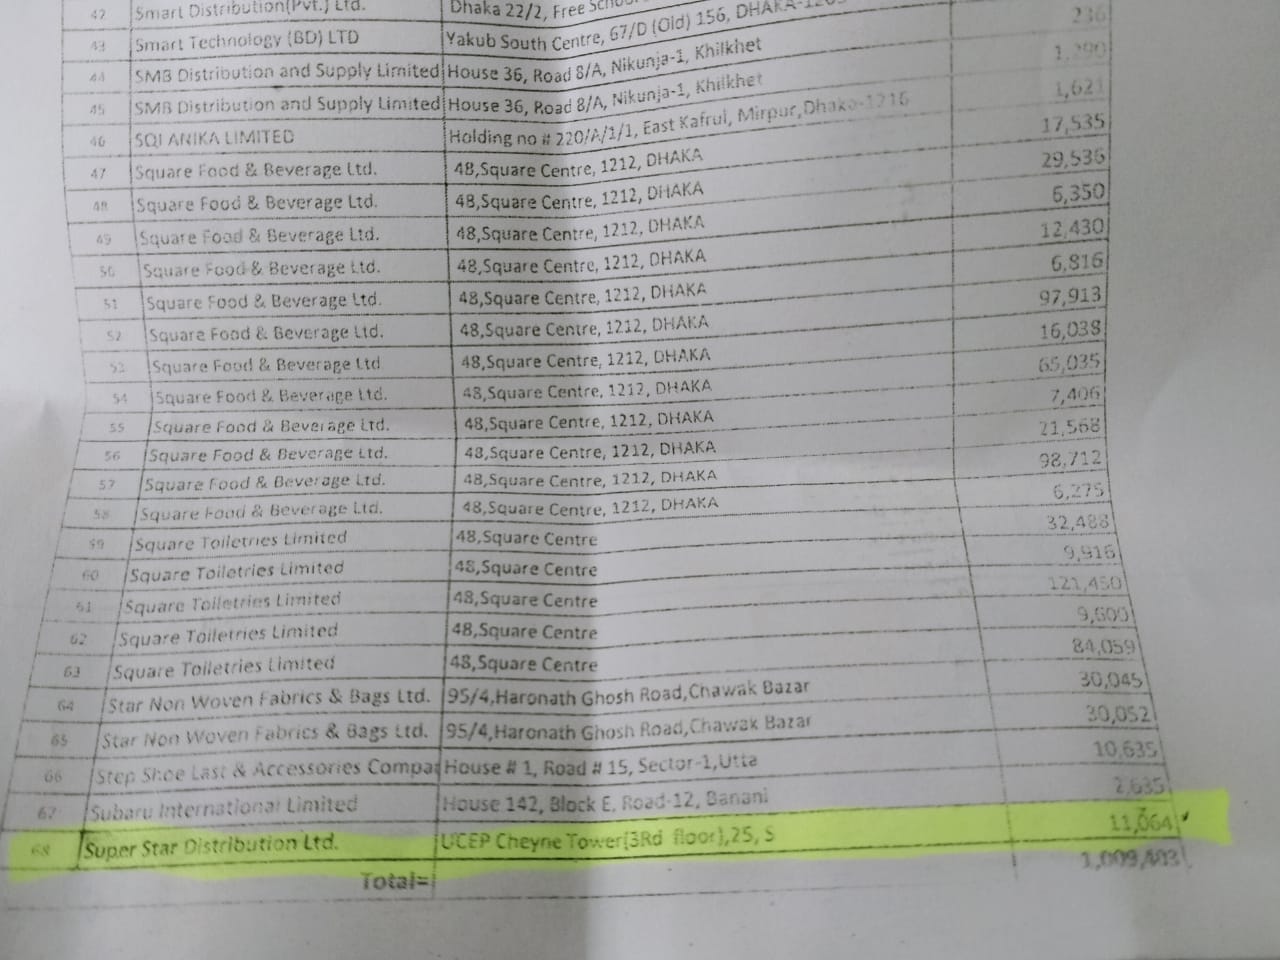 42 Smart Distribution(Pvt.) Ltd. Dhaka 22/2, Free
43 Smart Technology (BD) LTD Yakub South Centre, 67/D (Old) 156,
44 SMB Distribution and Supply Limited House 36, Road 8/A, Nikunja-1, Khilkhet 236
45 SMB Distribution and Supply Limited House 36, Road 8/A, Nikunja-1, Khilkhet 1,290
46 SQI ANIKA LIMITED Holding no # 220/A/1/1, East Kafrul, Mirpur,Dhaka-1216 1,621
47 Square Food & Beverage Ltd. 48,Square Centre, 1212, DHAKA 17,535
48 Square Food & Beverage Ltd. 48,Square Centre, 1212, DHAKA 29,536
49 Square Food & Beverage Ltd. 48,Square Centre, 1212, DHAKA 6,350
50 Square Food & Beverage Ltd. 48,Square Centre, 1212, DHAKA 12,430
51 Square Food & Beverage Ltd. 48,Square Centre, 1212, DHAKA 6,816
52 Square Food & Beverage Ltd. 48,Square Centre, 1212, DHAKA 97,913
53 Square Food & Beverage Ltd. 48,Square Centre, 1212, DHAKA 16,038
54 Square Food & Beverage Ltd. 48,Square Centre, 1212, DHAKA 65,035
55 Square Food & Beverage Ltd. 48,Square Centre, 1212, DHAKA 7,406
56 Square Food & Beverage Ltd. 48,Square Centre, 1212, DHAKA 21,568
57 Square Food & Beverage Ltd. 48,Square Centre, 1212, DHAKA 98,712
58 Square Food & Beverage Ltd. 48,Square Centre, 1212, DHAKA 6,275
59 Square Toiletries Limited 48,Square Centre 32,488
60 Square Toiletries Limited 48,Square Centre 9,916
61 Square Toiletries Limited 48,Square Centre 121,450
62 Square Toiletries Limited 48,Square Centre 9,600
63 Square Toiletries Limited 48,Square Centre 84,059
64 Star Non Woven Fabrics & Bags Ltd. 95/4,Haronath Ghosh Road,Chawak Bazar 30,045
65 Star Non Woven Fabrics & Bags Ltd. 95/4,Haronath Ghosh Road,Chawak Bazar 30,052
66 Step Shoe Last & Accessories Compa House # 1, Road # 15, Sector-1,Utta 10,635
67 Subaru International Limited House 142, Block E, Road-12, Banani 2,635
68 Super Star Distribution Ltd. UCEP Cheyne Tower(3Rd floor),25, S 11,064
Total= 1,009,403